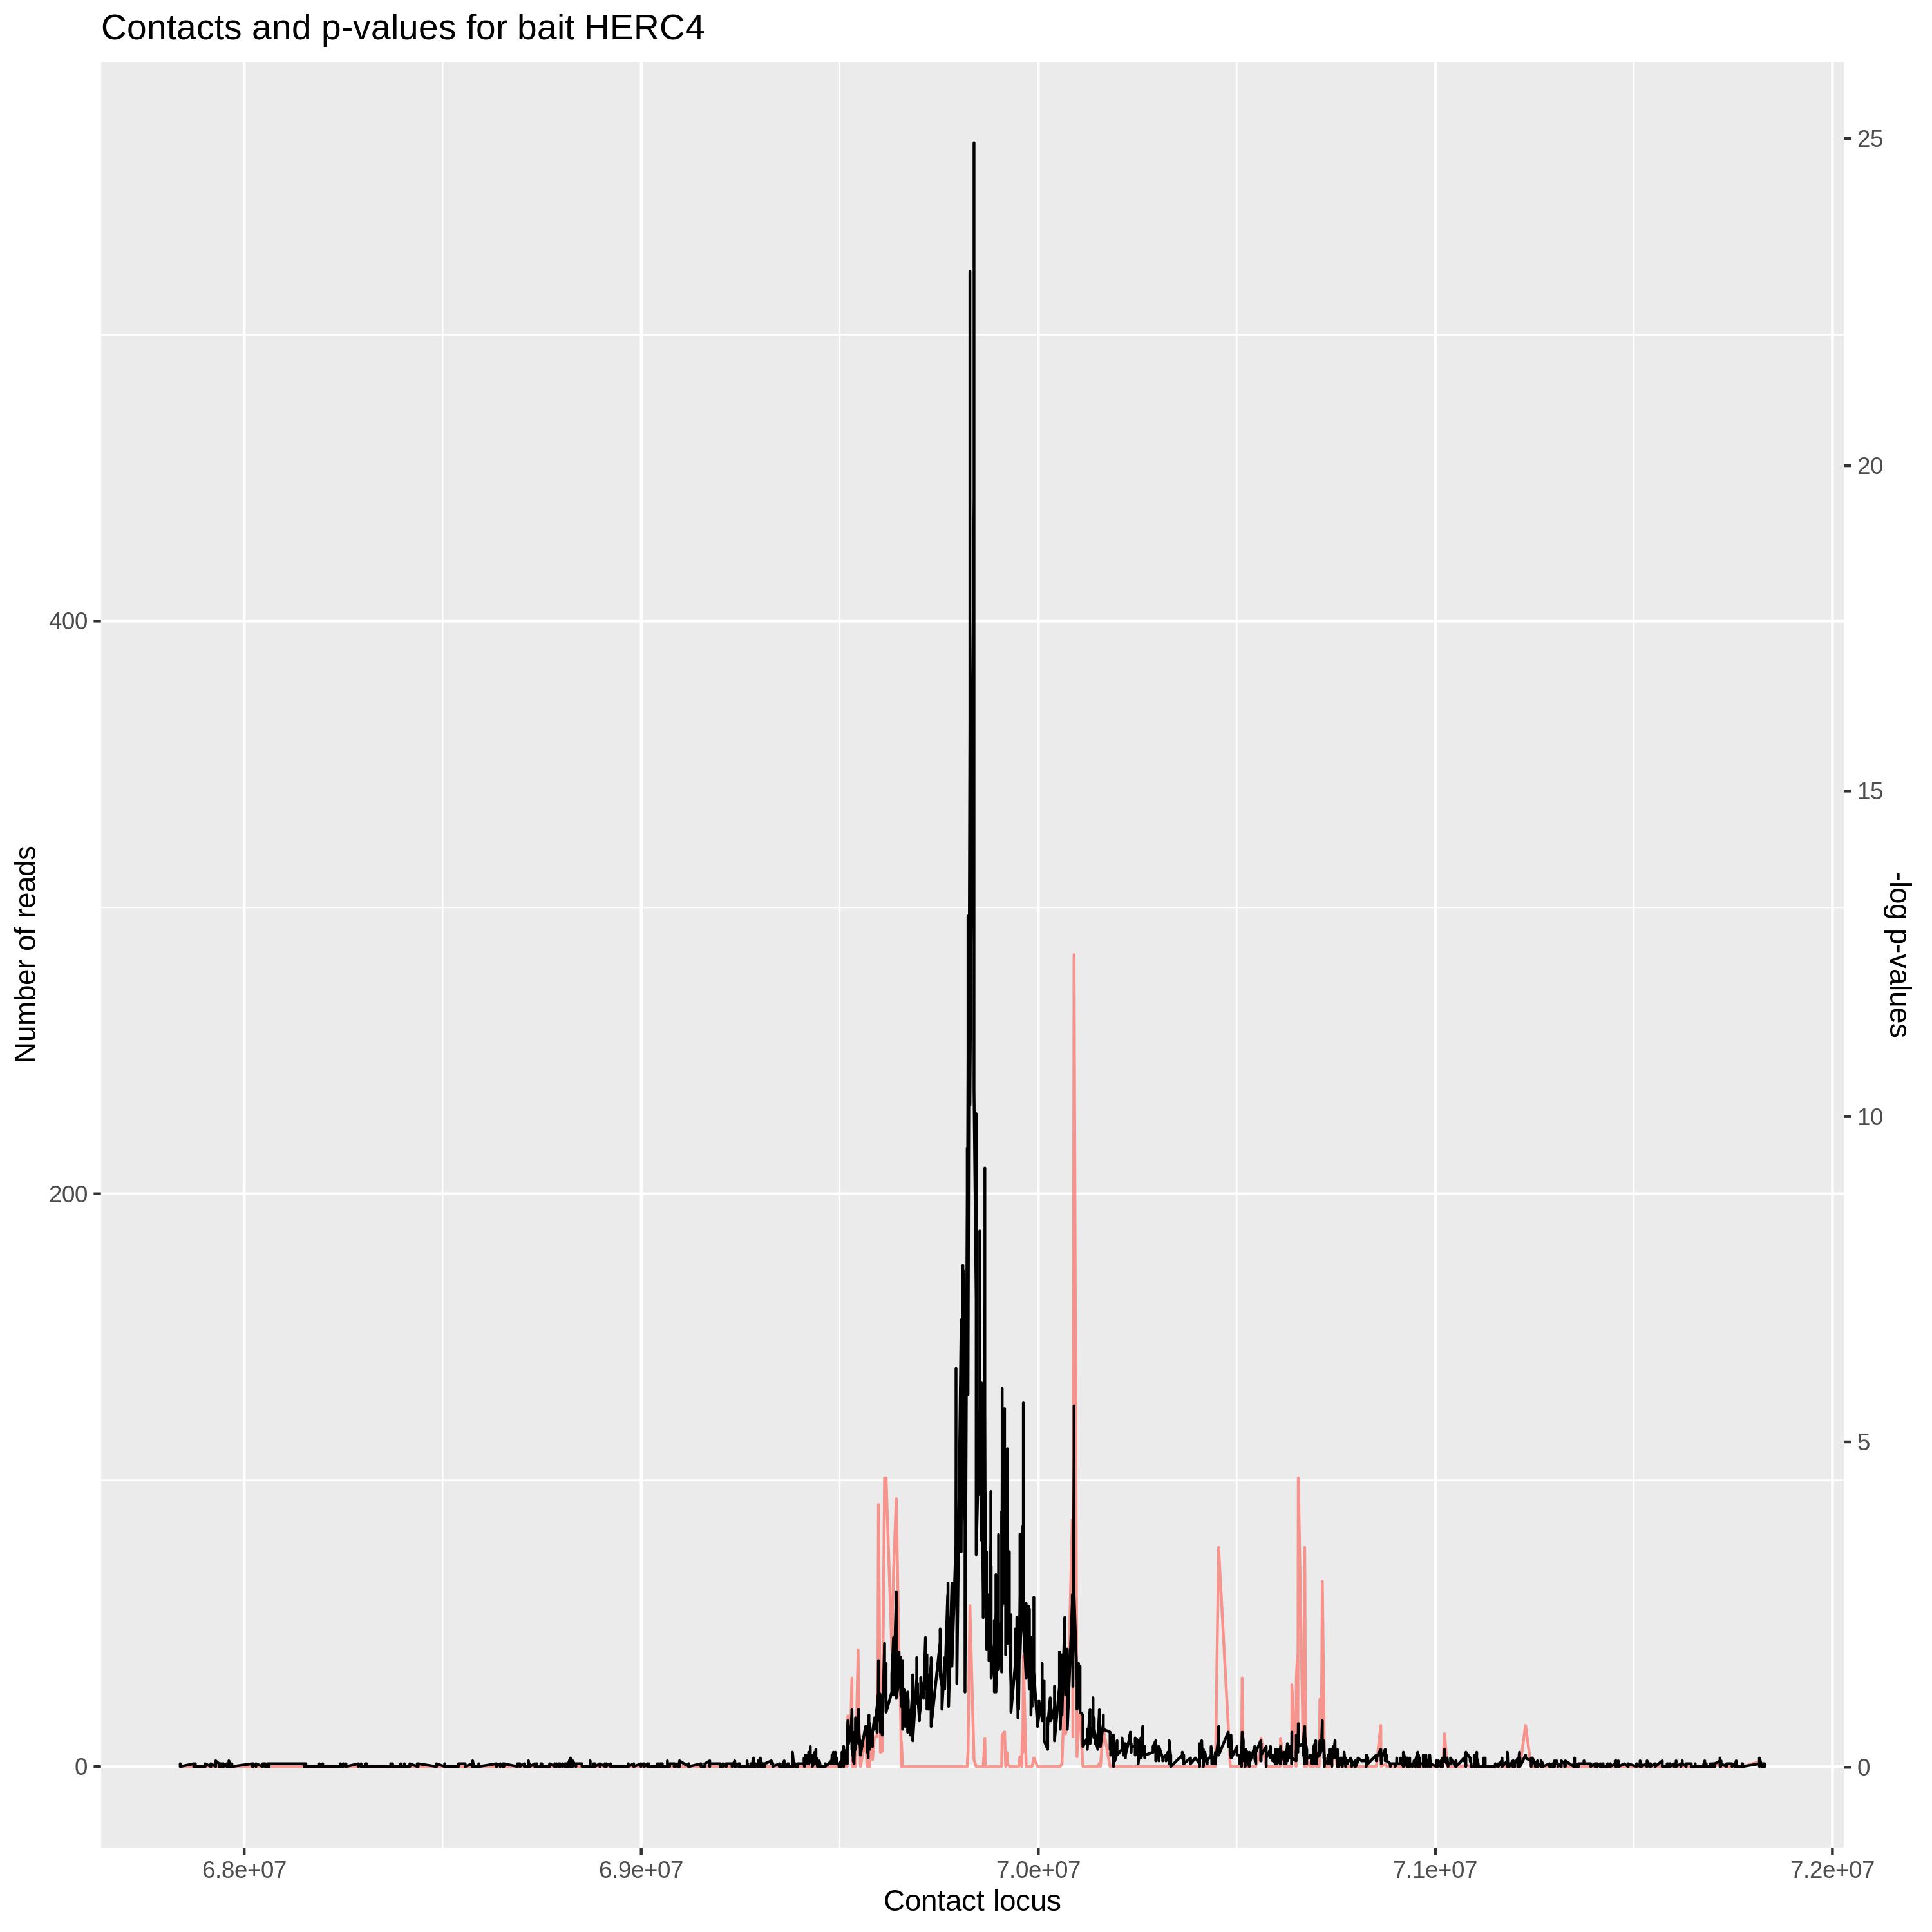 Contacts and p-values for bait HERC4
Number of reads
400
200
0
25
20
15
10
5
0
-log p-values
6.8e+07
6.9e+07
7.0e+07
7.1e+07
7.2e+07
Contact locus